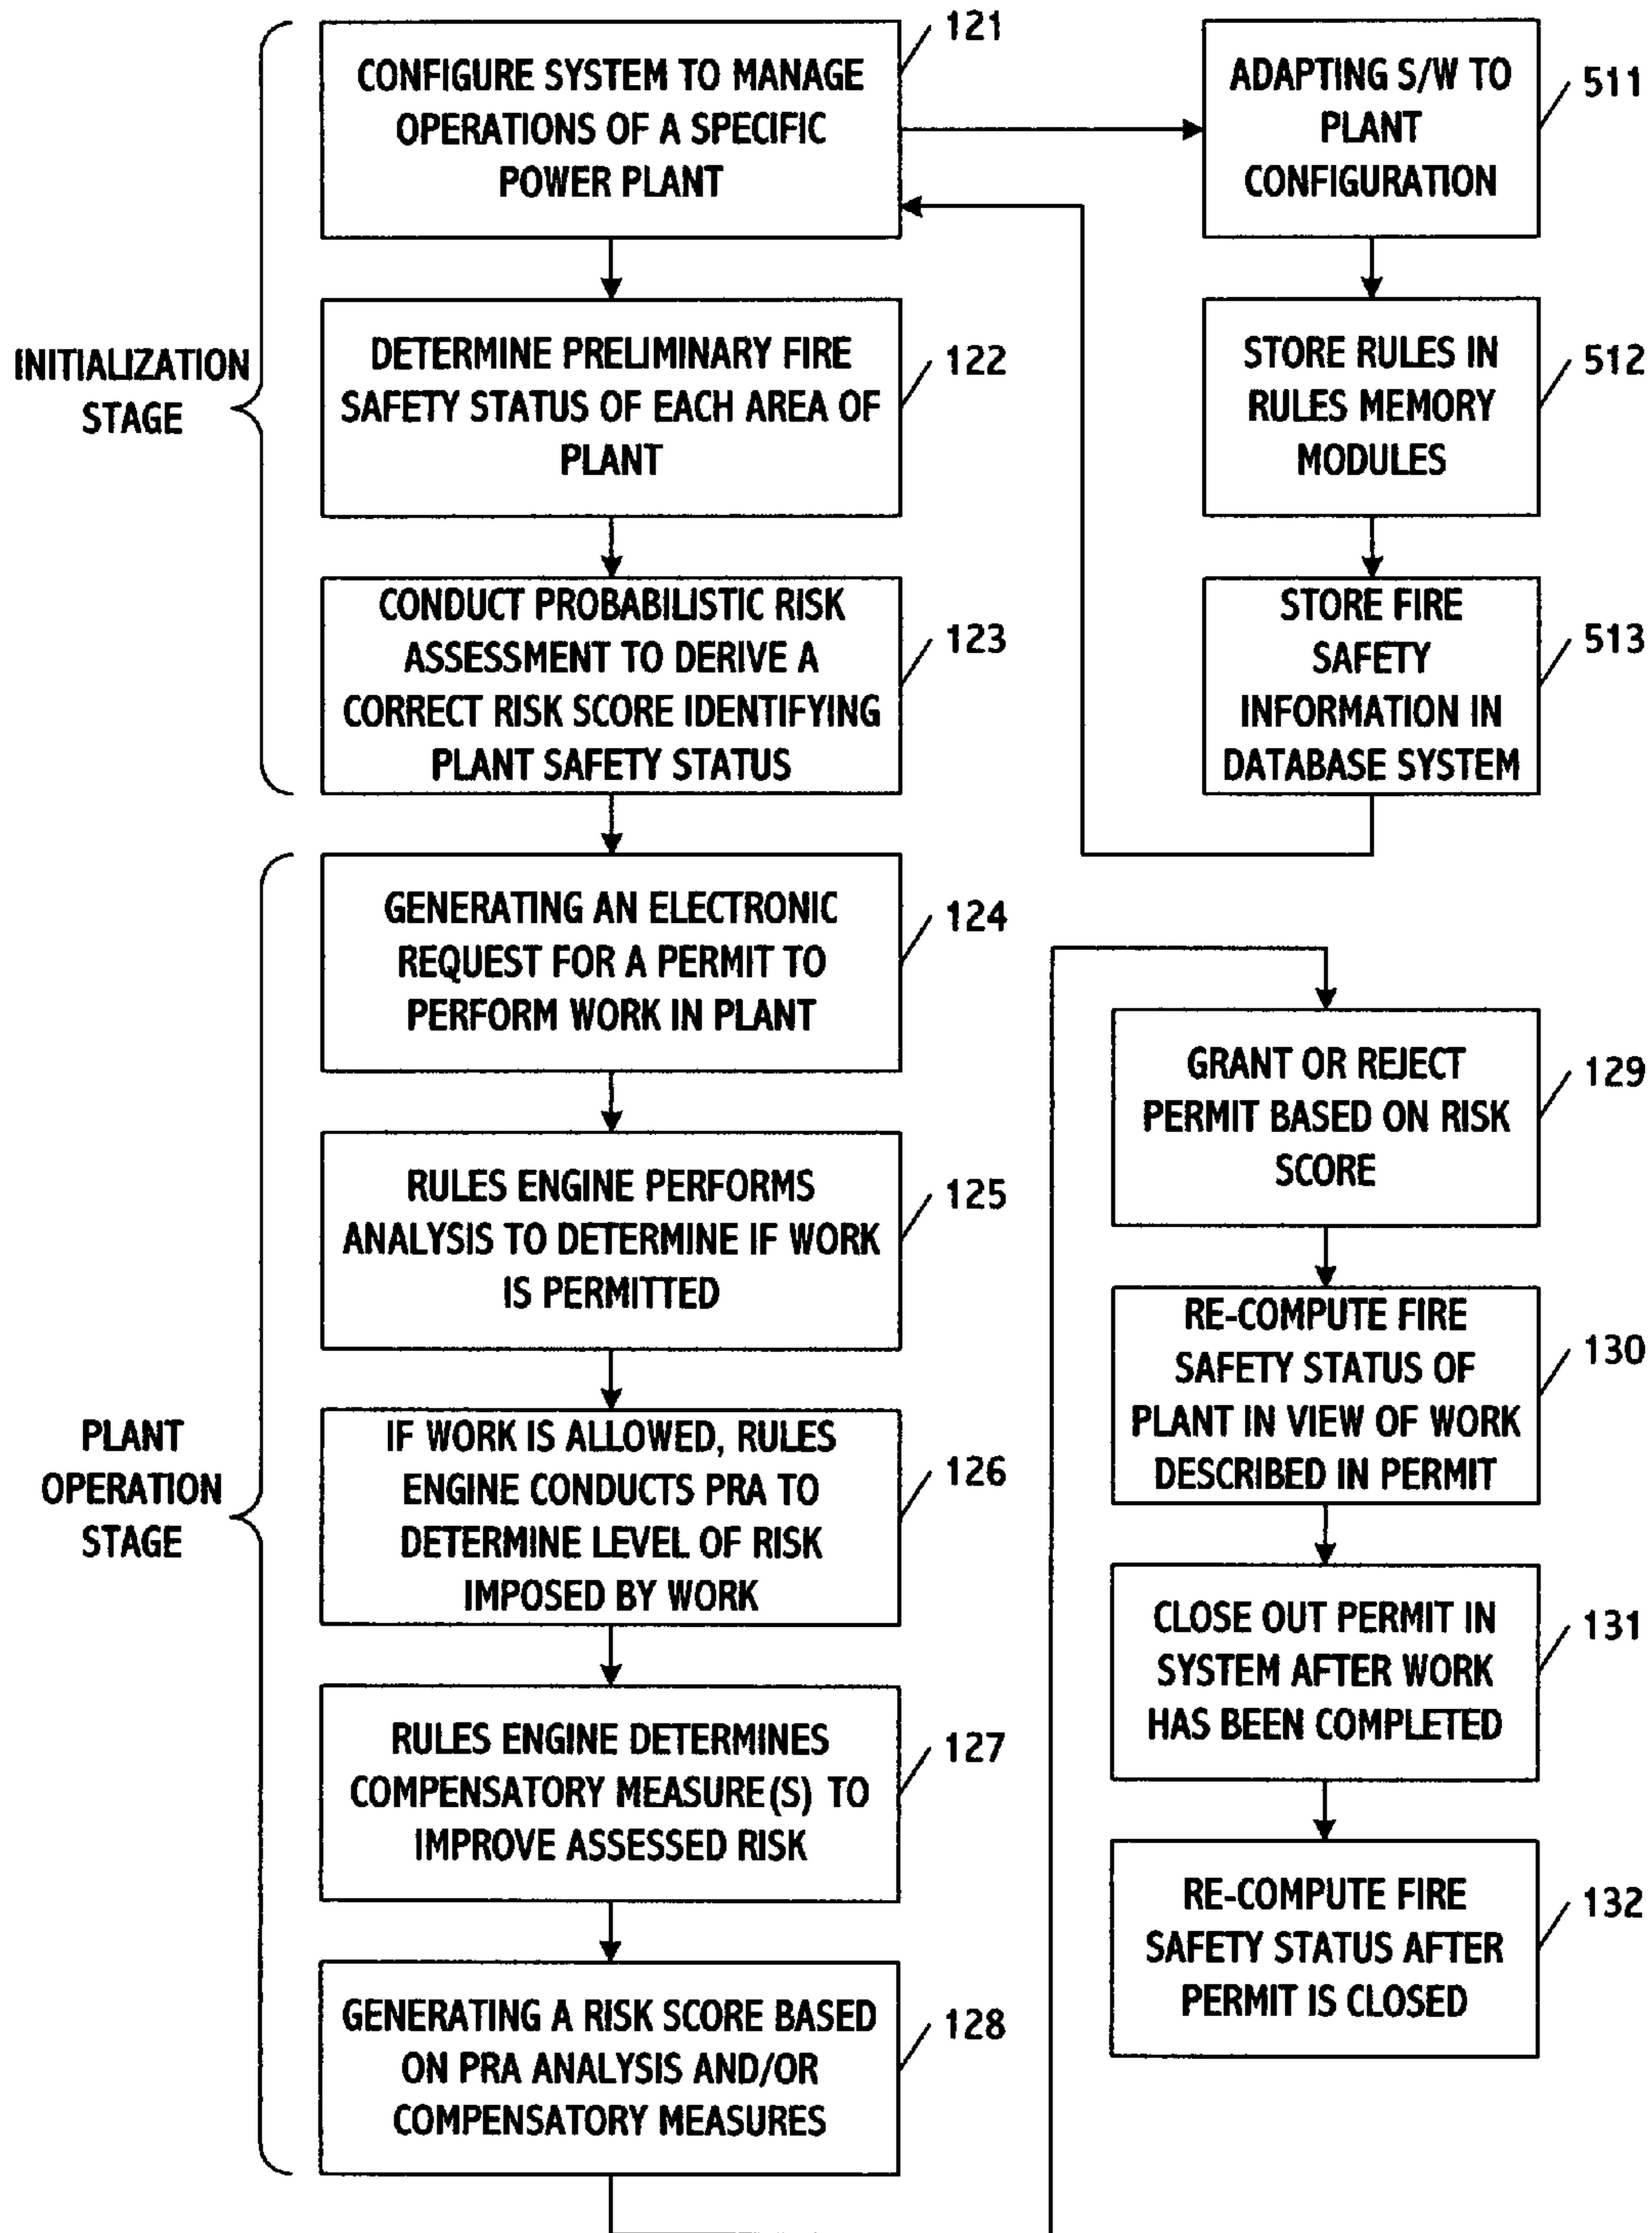 INITIALIZATION
STAGE
CONFIGURE SYSTEM TO MANAGE
OPERATIONS OF A SPECIFIC
POWER PLANT
121
DETERMINE PRELIMINARY FIRE
SAFETY STATUS OF EACH AREA OF
PLANT
122
CONDUCT PROBABILISTIC RISK
ASSESSMENT TO DERIVE A
CORRECT RISK SCORE IDENTIFYING
PLANT SAFETY STATUS
123
ADAPTING S/W TO
PLANT
CONFIGURATION
511
STORE RULES IN
RULES MEMORY
MODULES
512
STORE FIRE
SAFETY
INFORMATION IN
DATABASE SYSTEM
513
PLANT
OPERATION
STAGE
GENERATING AN ELECTRONIC
REQUEST FOR A PERMIT TO
PERFORM WORK IN PLANT
124
RULES ENGINE PERFORMS
ANALYSIS TO DETERMINE IF WORK
IS PERMITTED
125
IF WORK IS ALLOWED, RULES
ENGINE CONDUCTS PRA TO
DETERMINE LEVEL OF RISK
IMPOSED BY WORK
126
RULES ENGINE DETERMINES
COMPENSATORY MEASURE(S) TO
IMPROVE ASSESSED RISK
127
GENERATING A RISK SCORE BASED
ON PRA ANALYSIS AND/OR
COMPENSATORY MEASURES
128
GRANT OR REJECT
PERMIT BASED ON RISK
SCORE
129
RE-COMPUTE FIRE
SAFETY STATUS OF
PLANT IN VIEW OF WORK
DESCRIBED IN PERMIT
130
CLOSE OUT PERMIT IN
SYSTEM AFTER WORK
HAS BEEN COMPLETED
131
RE-COMPUTE FIRE
SAFETY STATUS AFTER
PERMIT IS CLOSED
132